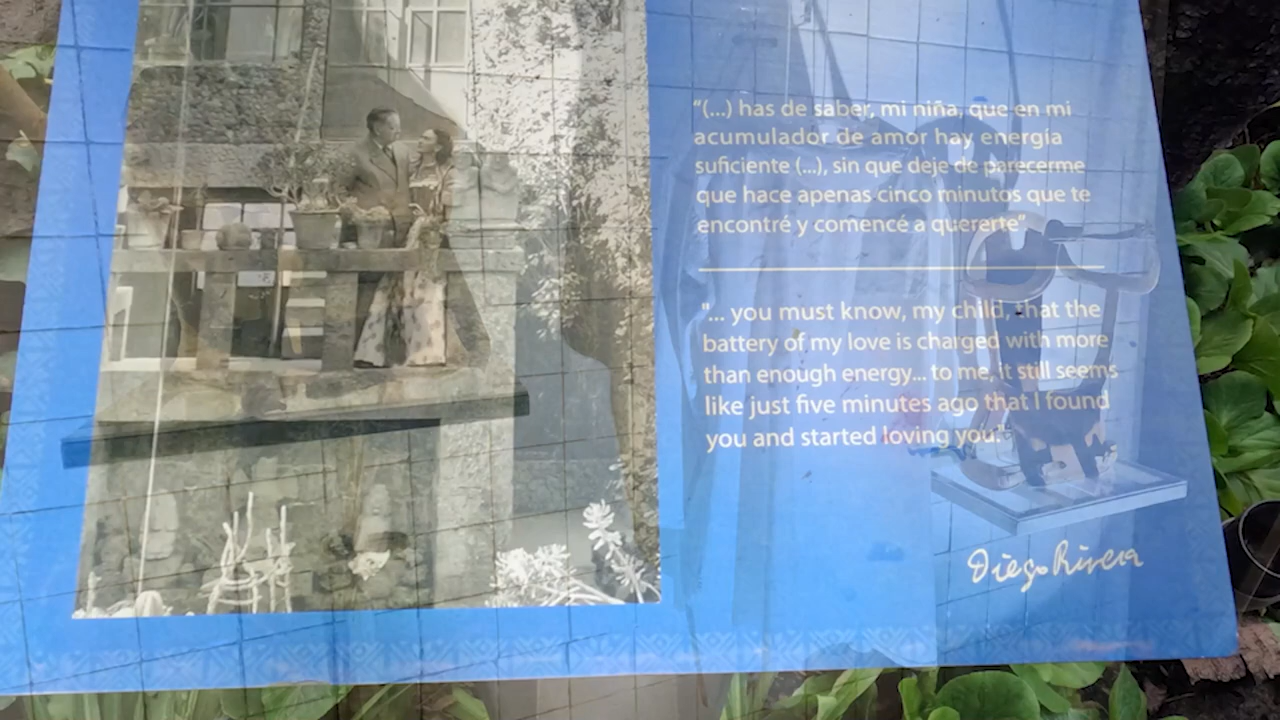 “(...) has de saber, mi niña, que en mi
acumulador de amor hay energía
suficiente (...), sin que deje de parecerme
que hace apenas cinco minutos que te
encontré y comencé a quererte”
"... you must know, my child, that the
battery of my love is charged with more
than enough energy... to me, it still seems
like just five minutes ago that I found
you and started loving you."
Diego Rivera